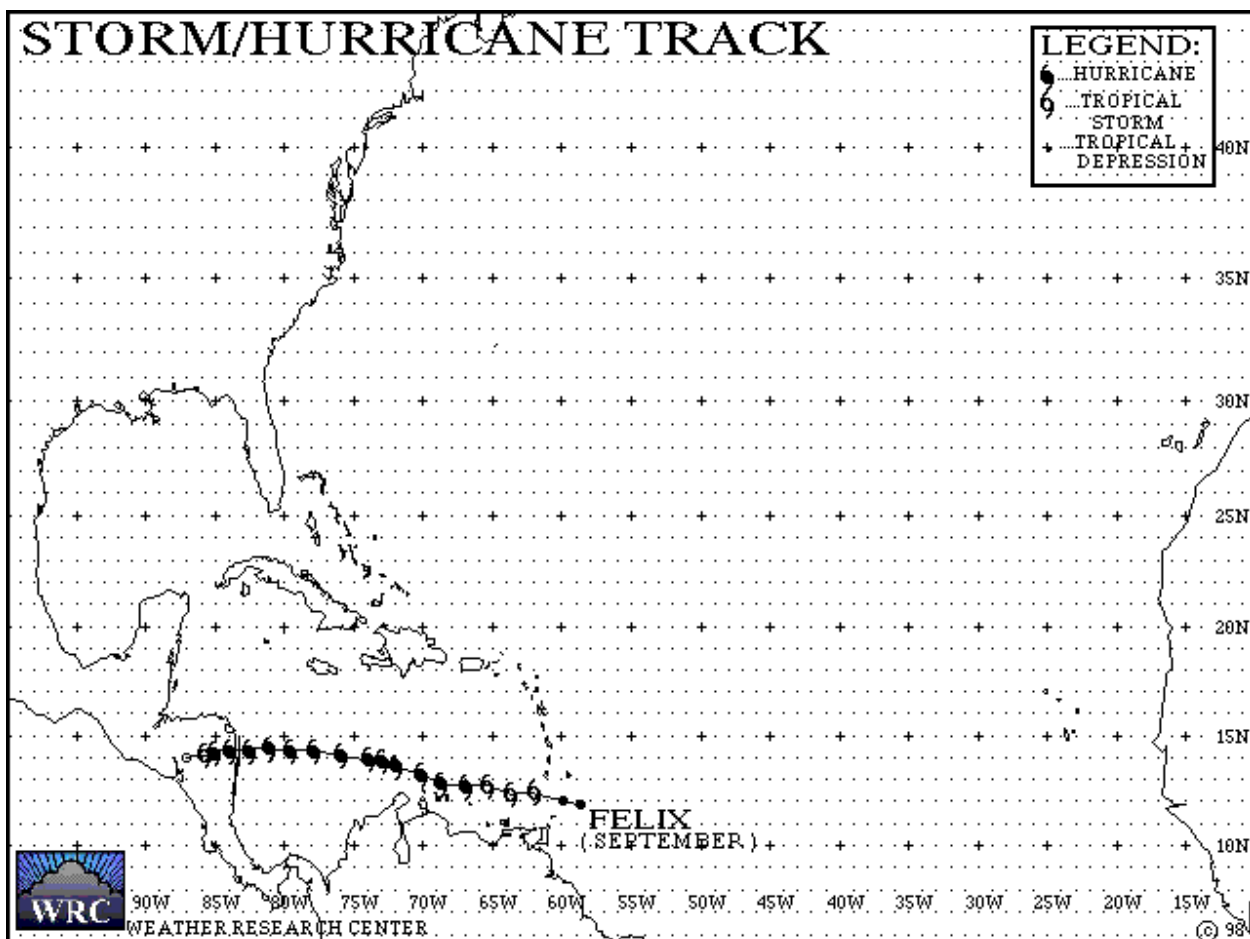 STORM/HURRICANE TRACK
LEGEND:
...HURRICANE
...TROPICAL
STORM
...TROPICAL
DEPRESSION
40N
35N
30N
25N
20N
15N
10N
FELIX
(SEPTEMBER)
WRC
90W 85W 80W 75W 70W 65W 60W 55W 50W 45W 40W 35W 30W 25W 20W 15W
WEATHER RESEARCH CENTER